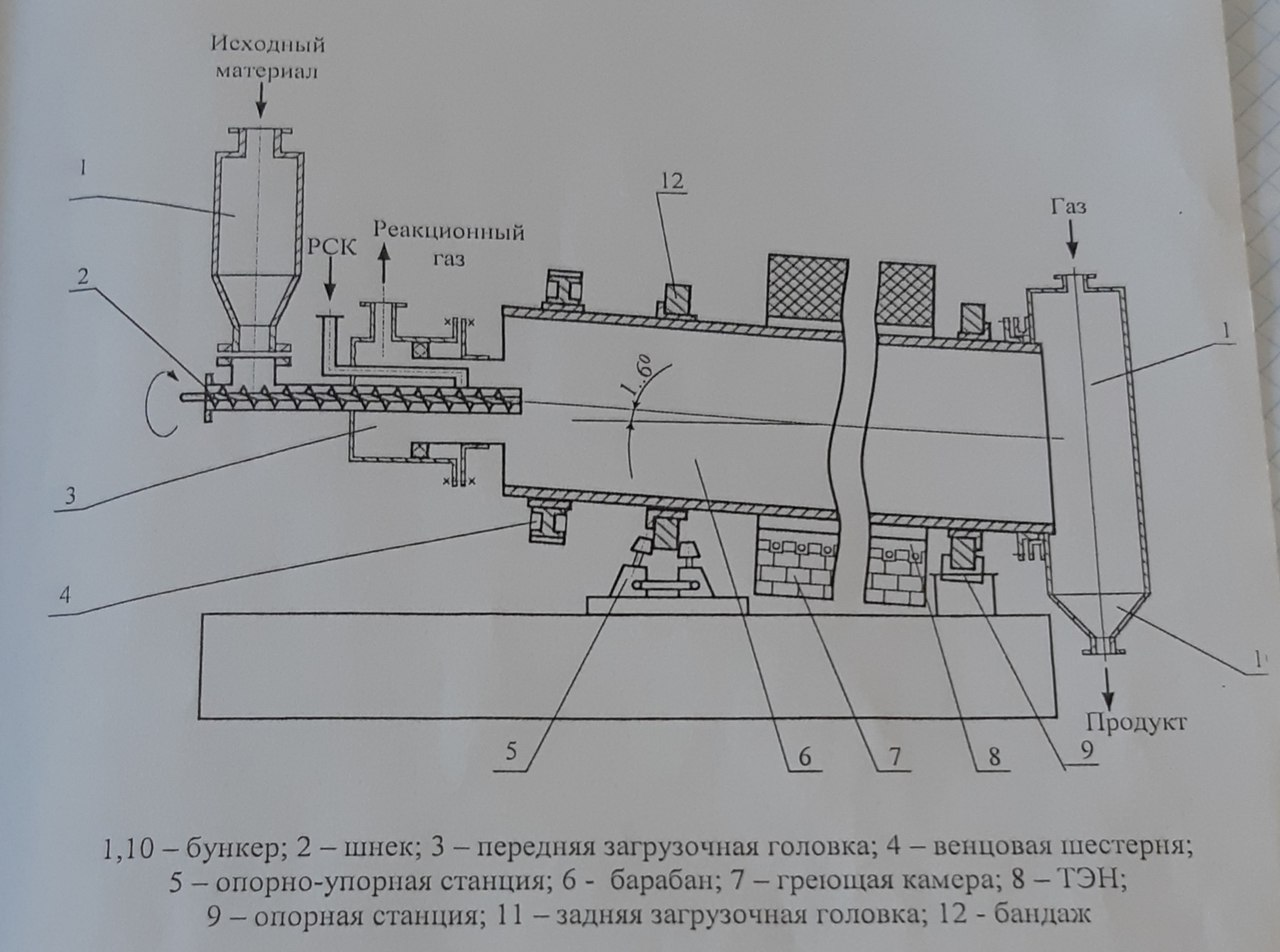 Исходный
материал
1
12
Реакционный
газ
РСК
Газ
2
1
1..6⁰
3
4
1
Продукт
5
6
7
8
9
1,10 – бункер; 2 – шнек; 3 – передняя загрузочная головка; 4 – венцовая шестерня;
5 – опорно-упорная станция; 6 - барабан; 7 – греющая камера; 8 – ТЭН;
9 – опорная станция; 11 – задняя загрузочная головка; 12 - бандаж